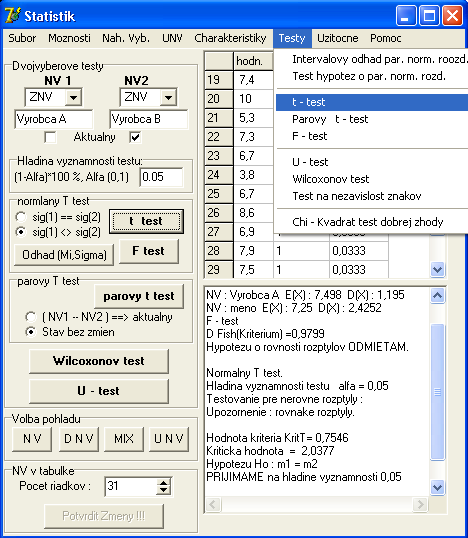 Statistik
Subor Moznosti Nah. Vyb. UNV Charakteristiky Testy Uzitocne Pomoc
Dvojvyberove testy
NV 1 NV2
ZNV ZNV
Vyrobca A Vyrobca B
Aktualny
Hladina vyznamnosti testu:
(1-Alfa)*100 %, Alfa (0,1) 0.05
normlany T test
sig(1) == sig(2)
sig(1) <> sig(2)
t test
Odhad (Mi,Sigma) F test
parovy T test
parovy t test
( NV1 -- NV2 ) ==> aktualny
Stav bez zmien
Wilcoxonov test
U - test
Volba pohladu
N V D N V MIX U N V
NV v tabulke
Pocet riadkov : 31
Potvrdit Zmeny !!!
hodn.
19 7,4
20 10
21 5,3
22 7,3
23 6,7
24 3,8
25 6,7
26 8,6
27 6,9 1 0,0333
28 7,9 1 0,0333
29 7,5 1 0,0333
Intervalovy odhad par. norm. roozd.
Test hypotez o par. norm. rozd.
t - test
Parovy t - test
F - test
U - test
Wilcoxonov test
Test na nezavislost znakov
Chi - Kvadrat test dobrej zhody
NV : Vyrobca A E(X) : 7,498 D(X) : 1,195
NV : meno E(X) : 7,25 D(X) : 2,4252
F - test
D Fish(Kriterium) =0,9799
Hypotezu o rovnosti rozptylov ODMIETAM.
Normalny T test.
Hladina vyznamnosti testu alfa = 0,05
Testovanie pre nerovne rozptyly :
Upozornenie : rovnake rozptyly.
Hodnota kriteria KritT= 0,7546
Kriticka hodnota = 2,0377
Hypotezu Ho : m1 = m2
PRIJIMAME na hladine vyznamnosti 0,05